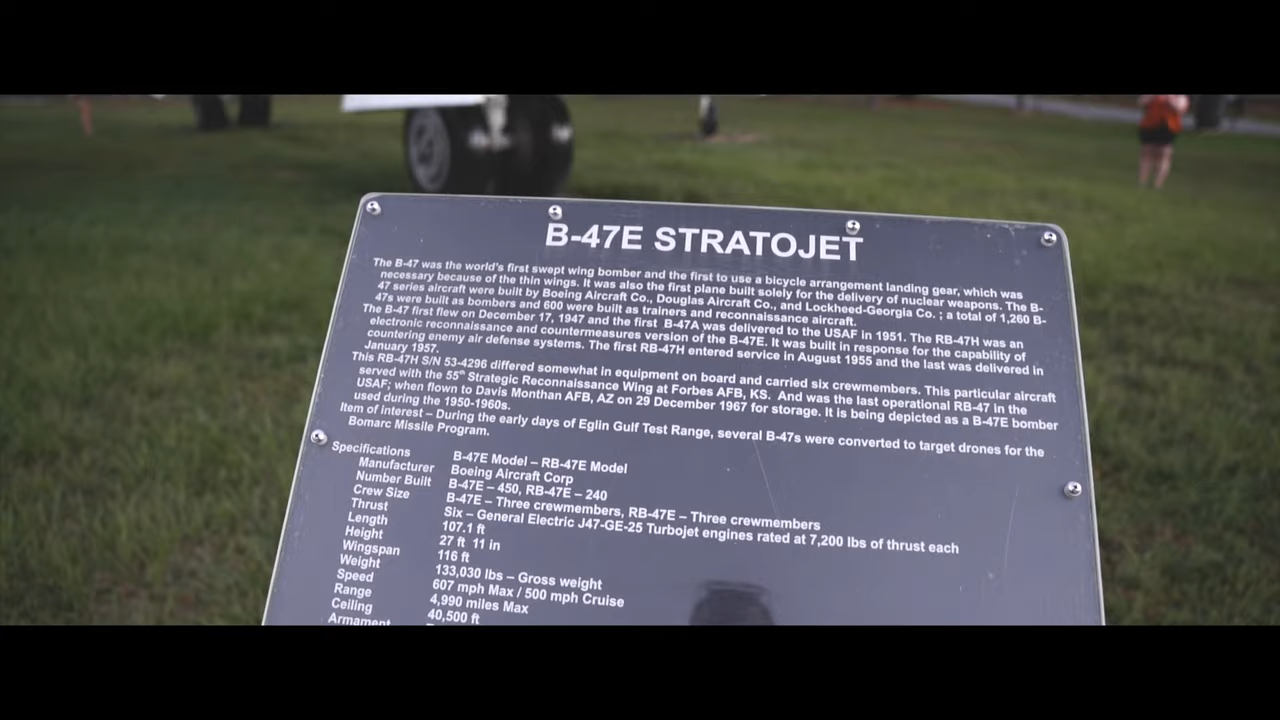 B-47E STRATOJET
The B-47 was the world's first swept wing bomber and the first to use a bicycle arrangement landing gear, which was
necessary because of the thin wings. It was also the first plane built solely for the delivery of nuclear weapons. The B-
47 series aircraft were built by Boeing Aircraft Co., Douglas Aircraft Co., and Lockheed-Georgia Co. ; a total of 1,260 B-
47s were built as bombers and 600 were built as trainers and reconnaissance aircraft.
The B-47 first flew on December 17, 1947 and the first B-47A was delivered to the USAF in 1951. The RB-47H was an
electronic reconnaissance and countermeasures version of the B-47E. It was built in response for the capability of
countering enemy air defense systems. The first RB-47H entered service in August 1955 and the last was delivered in
January 1957.
This RB-47H S/N 53-4296 differed somewhat in equipment on board and carried six crewmembers. This particular aircraft
served with the 55th Strategic Reconnaissance Wing at Forbes AFB, KS. And was the last operational RB-47 in the
USAF; when flown to Davis Monthan AFB, AZ on 29 December 1967 for storage. It is being depicted as a B-47E bomber
used during the 1950-1960s.
Item of interest – During the early days of Eglin Gulf Test Range, several B-47s were converted to target drones for the
Bomarc Missile Program.
Specifications B-47E Model – RB-47E Model
Manufacturer Boeing Aircraft Corp
Number Built B-47E – 450, RB-47E – 240
Crew Size B-47E – Three crewmembers, RB-47E – Three crewmembers
Thrust Six – General Electric J47-GE-25 Turbojet engines rated at 7,200 lbs of thrust each
Length 107.1 ft
Height 27 ft 11 in
Wingspan 116 ft
Weight 133,030 lbs – Gross weight
Speed 607 mph Max / 500 mph Cruise
Range 4,990 miles Max
Ceiling 40,500 ft
Armament